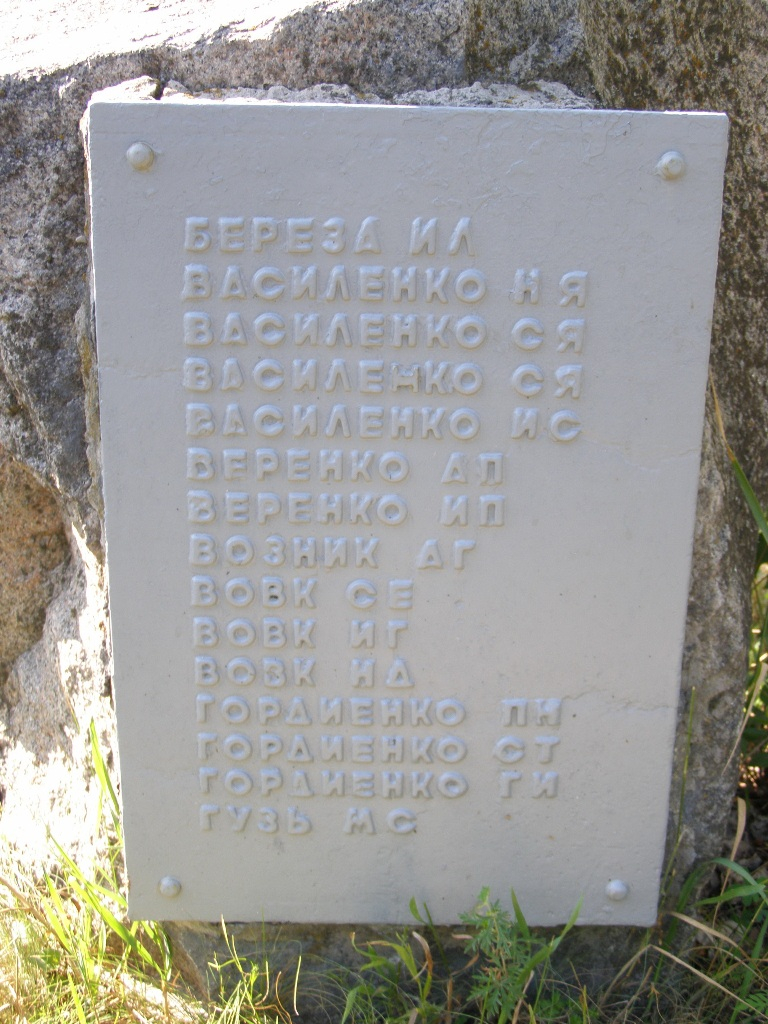 БЕРЕЗА ИЛ
ВАСИЛЕНКО НЯ
ВАСИЛЕНКО СЯ
ВАСИЛЕНКО СЯ
ВАСИЛЕНКО ИС
ВЕРЕНКО АП
ВЕРЕНКО ИП
ВОЗНИК АГ
ВОВК СЕ
ВОВК ИГ
ВОВК НД
ГОРДИЕНКО ПН
ГОРДИЕНКО СТ
ГОРДИЕНКО ГИ
ГУЗЬ МС